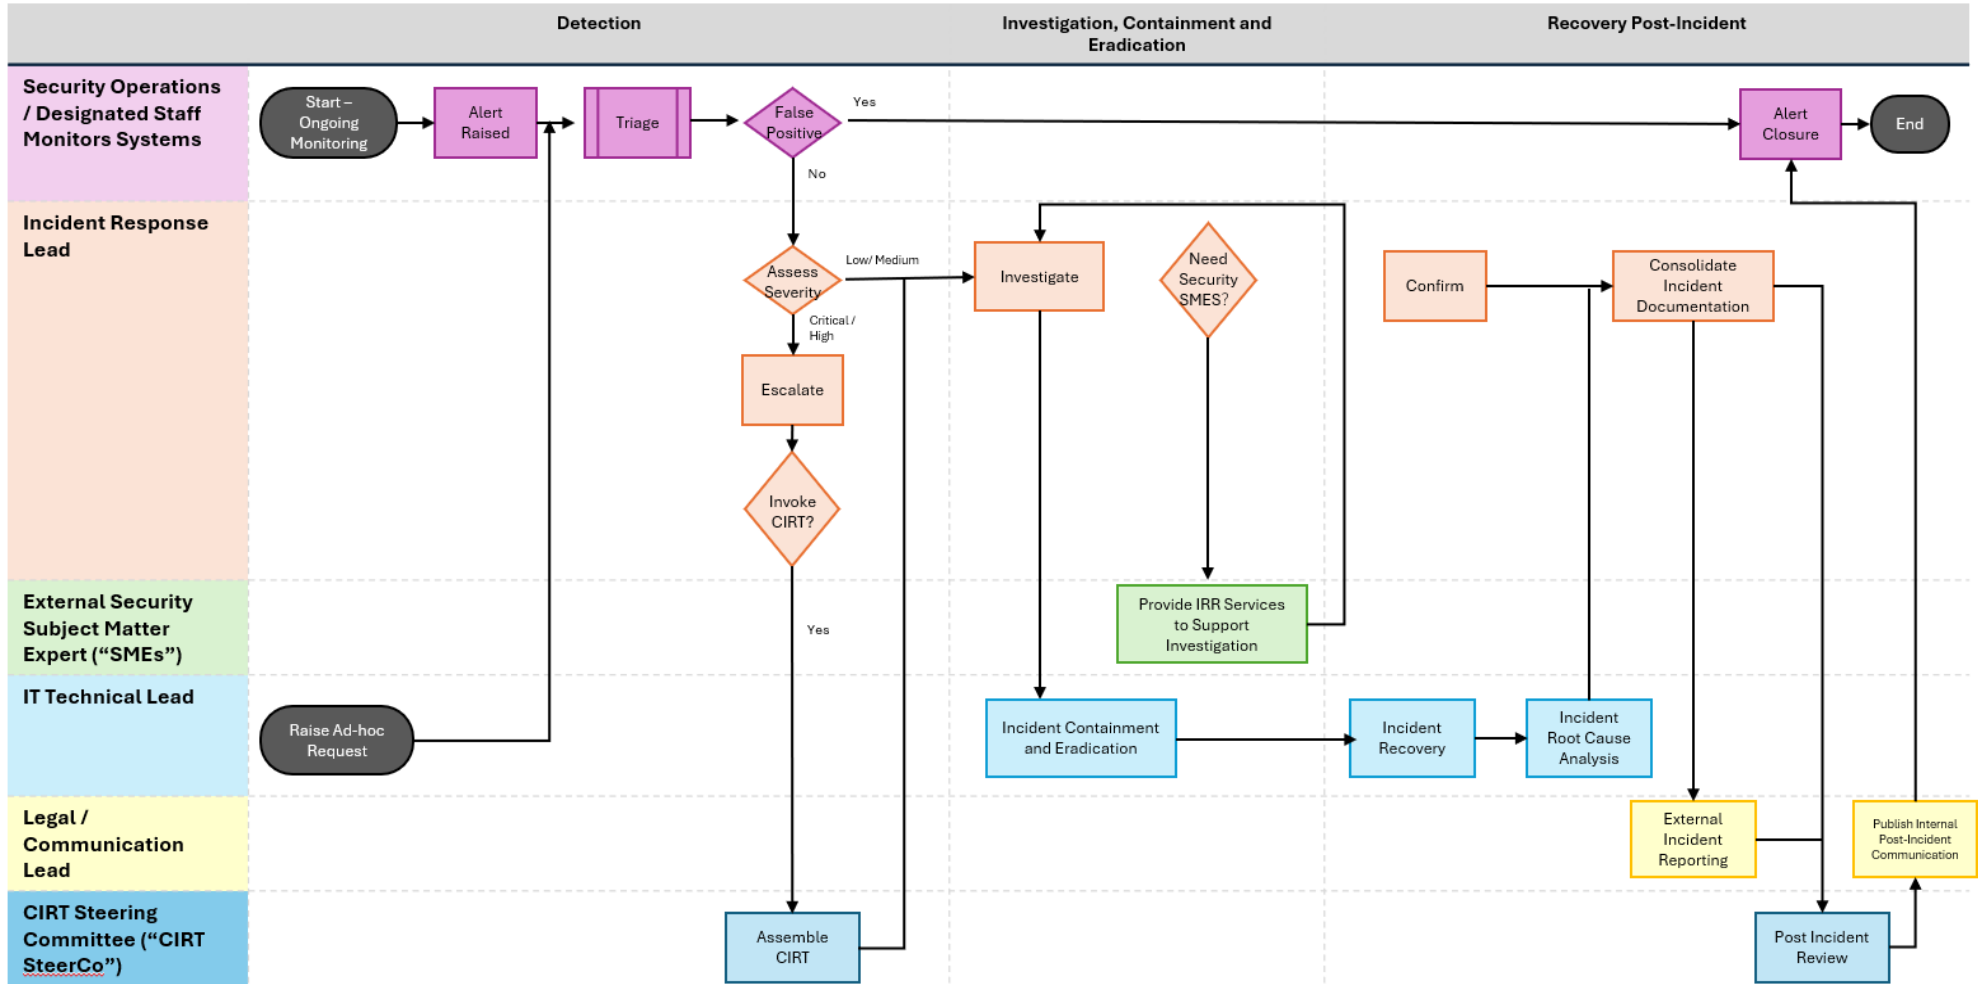 Detection
Investigation, Containment and
Eradication
Recovery Post-Incident
Security Operations
/ Designated Staff
Monitors Systems
Start –
Ongoing
Monitoring
Alert
Raised
Triage
False
Positive
Yes
No
Alert
Closure
End
Incident Response
Lead
Assess
Severity
Low/ Medium
Critical /
High
Escalate
Invoke
CIRT?
Yes
Investigate
Need
Security
SMES?
Confirm
Consolidate
Incident
Documentation
External Security
Subject Matter
Expert (“SMEs”)
Provide IRR Services
to Support
Investigation
IT Technical Lead
Raise Ad-hoc
Request
Incident Containment
and Eradication
Incident
Recovery
Incident
Root Cause
Analysis
Legal /
Communication
Lead
External
Incident
Reporting
Publish Internal
Post-Incident
Communication
CIRT Steering
Committee (“CIRT
SteerCo”)
Assemble
CIRT
Post Incident
Review